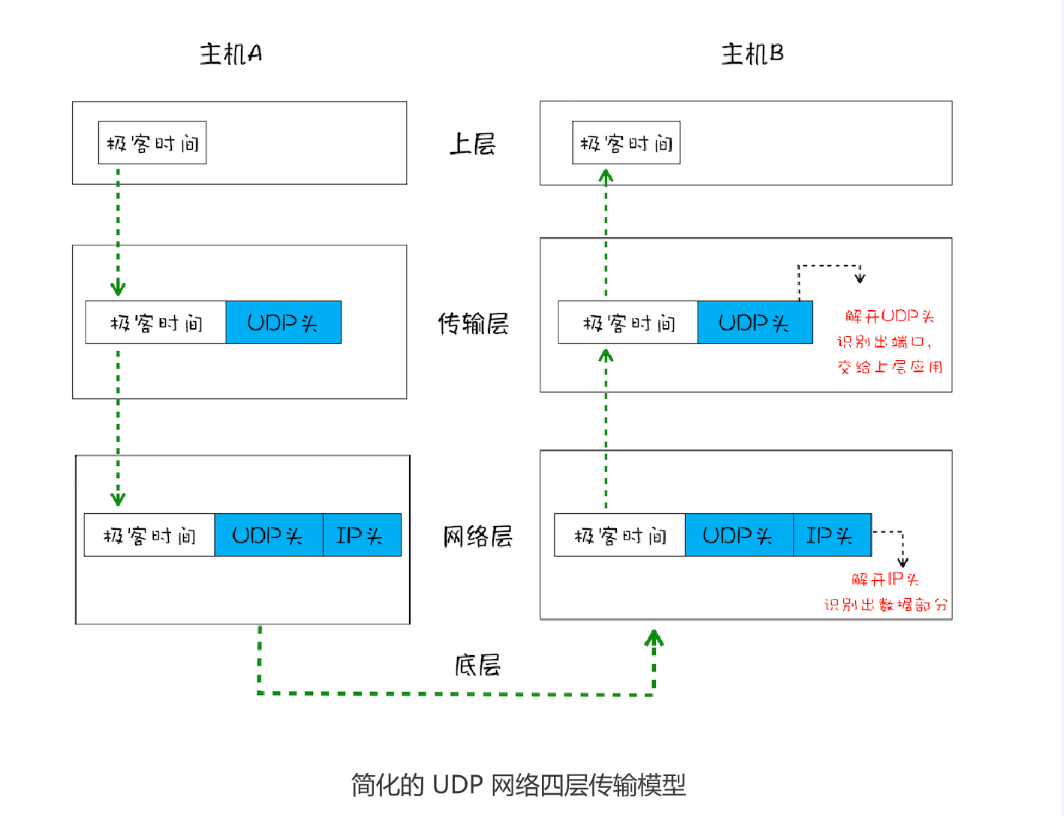 主机A
主机B
极客时间
上层
极客时间
极客时间
UDP头
传输层
极客时间
UDP头
解开UDP头
识别出端口,
交给上层应用
极客时间
UDP头
IP头
网络层
极客时间
UDP头
IP头
解开IP头
识别出数据部分
底层
简化的 UDP 网络四层传输模型